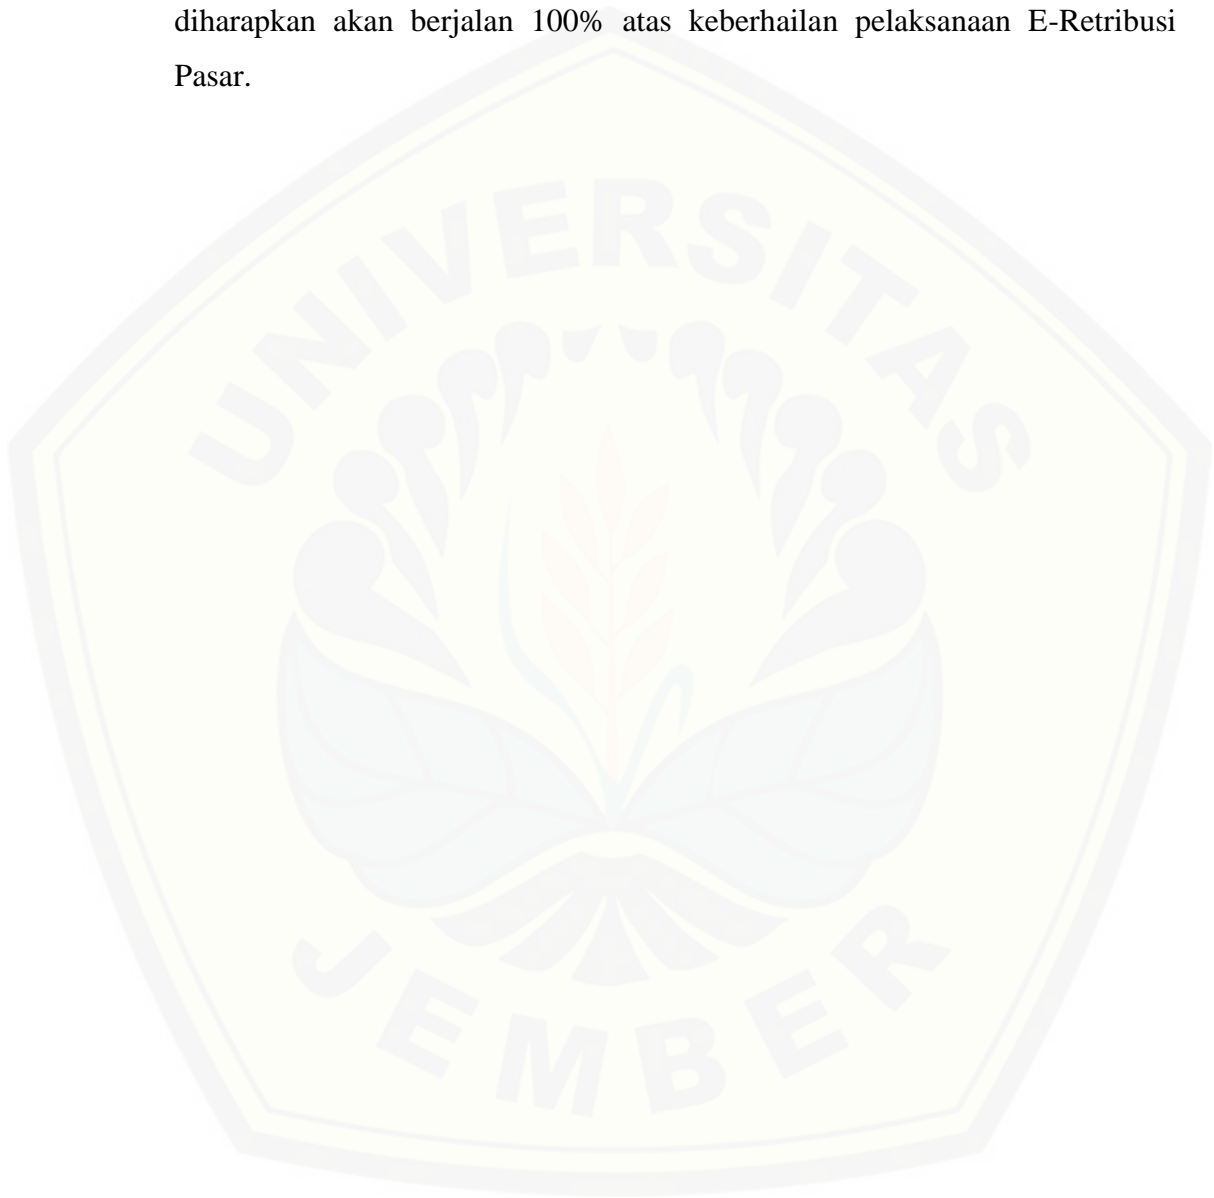 diharapkan akan berjalan 100% atas keberhailan pelaksanaan E-Retribusi
Pasar.
UNIVERSITAS
JEMBER